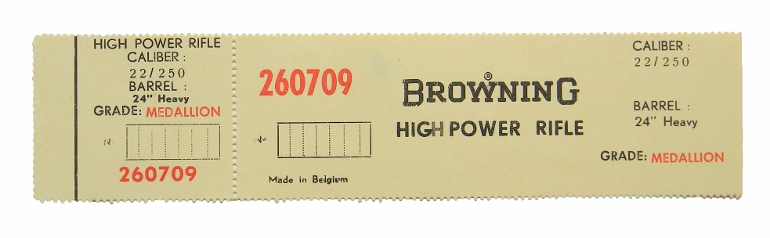 HIGH POWER RIFLE
CALIBER :
22/250
BARREL :
24" Heavy
GRADE: MEDALLION
N
260709
260709
N
Made in Belgium
BROWNING ®
HIGH POWER RIFLE
CALIBER :
22/250
BARREL :
24" Heavy
GRADE: MEDALLION